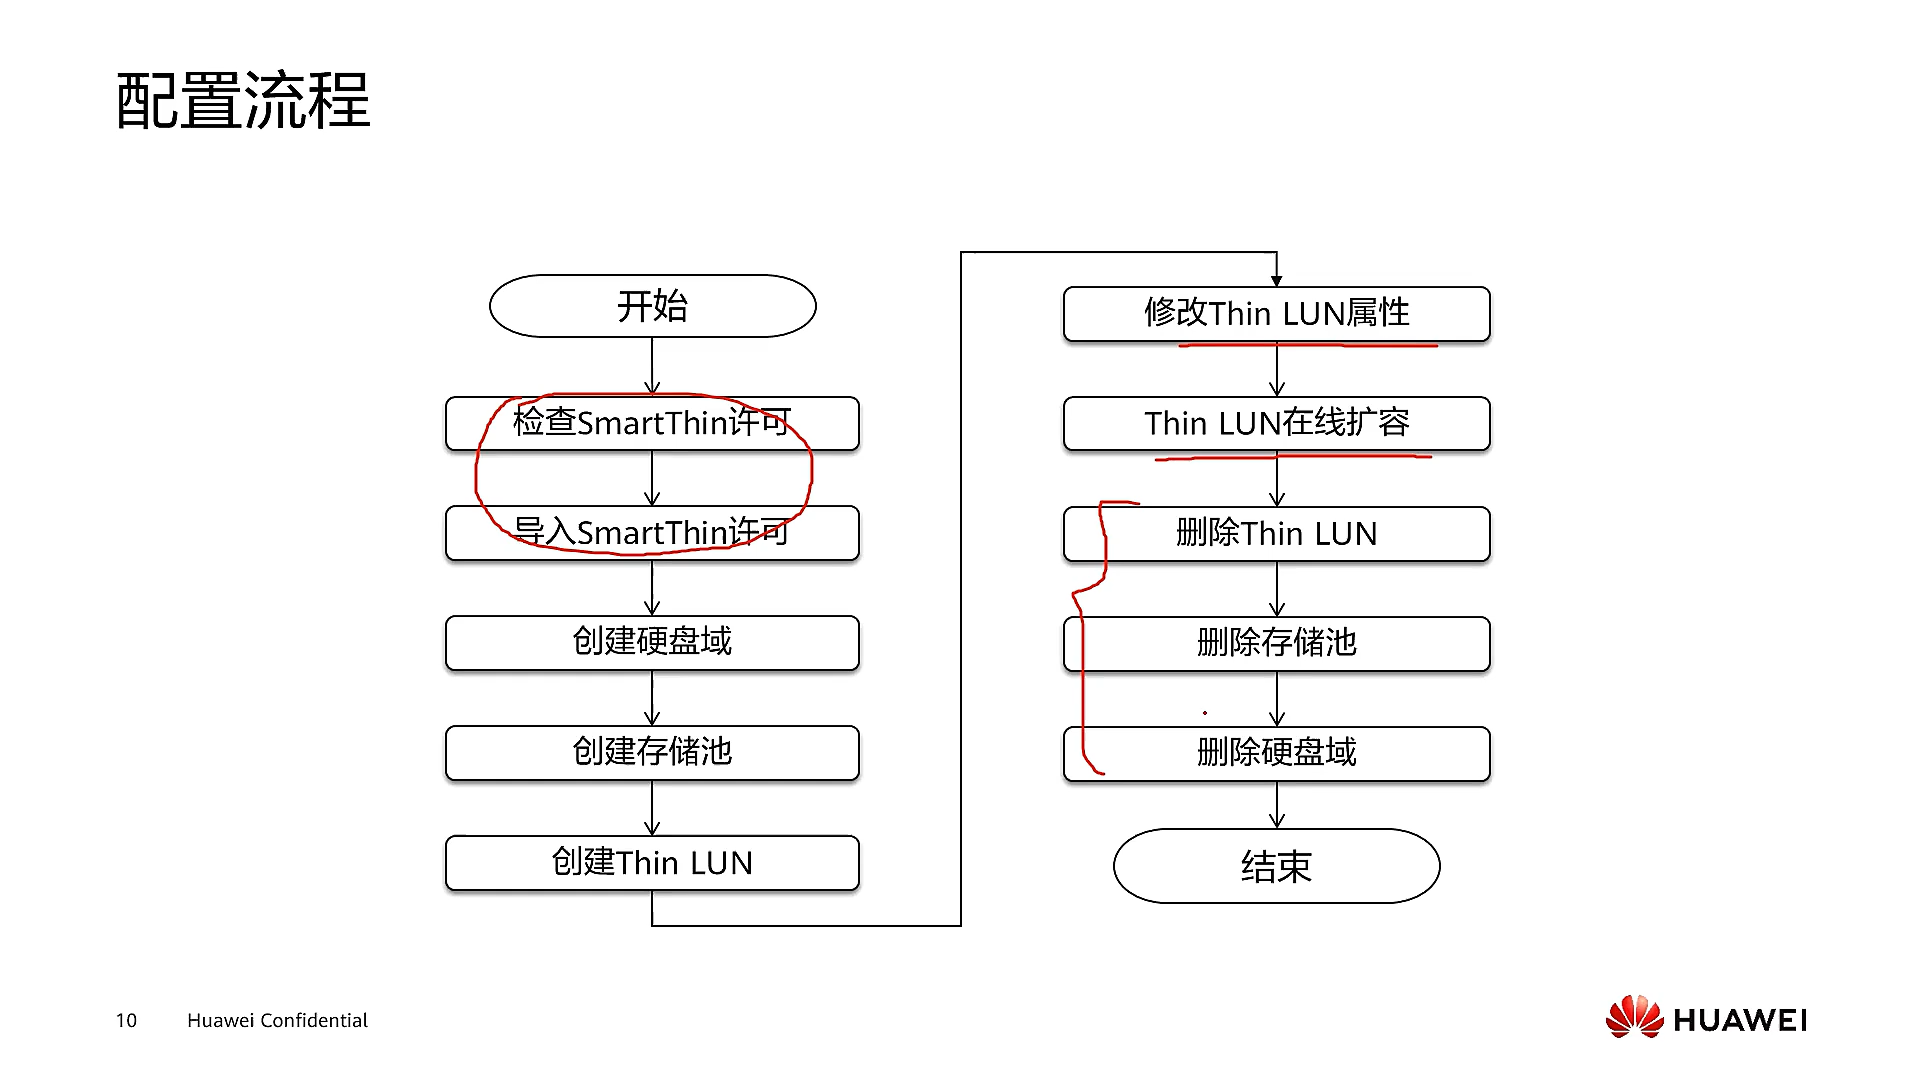 配置流程
开始
检查SmartThin许可
导入SmartThin许可
创建硬盘域
创建存储池
创建Thin LUN
修改Thin LUN属性
Thin LUN在线扩容
删除Thin LUN
删除存储池
删除硬盘域
结束
10 Huawei Confidential
HUAWEI